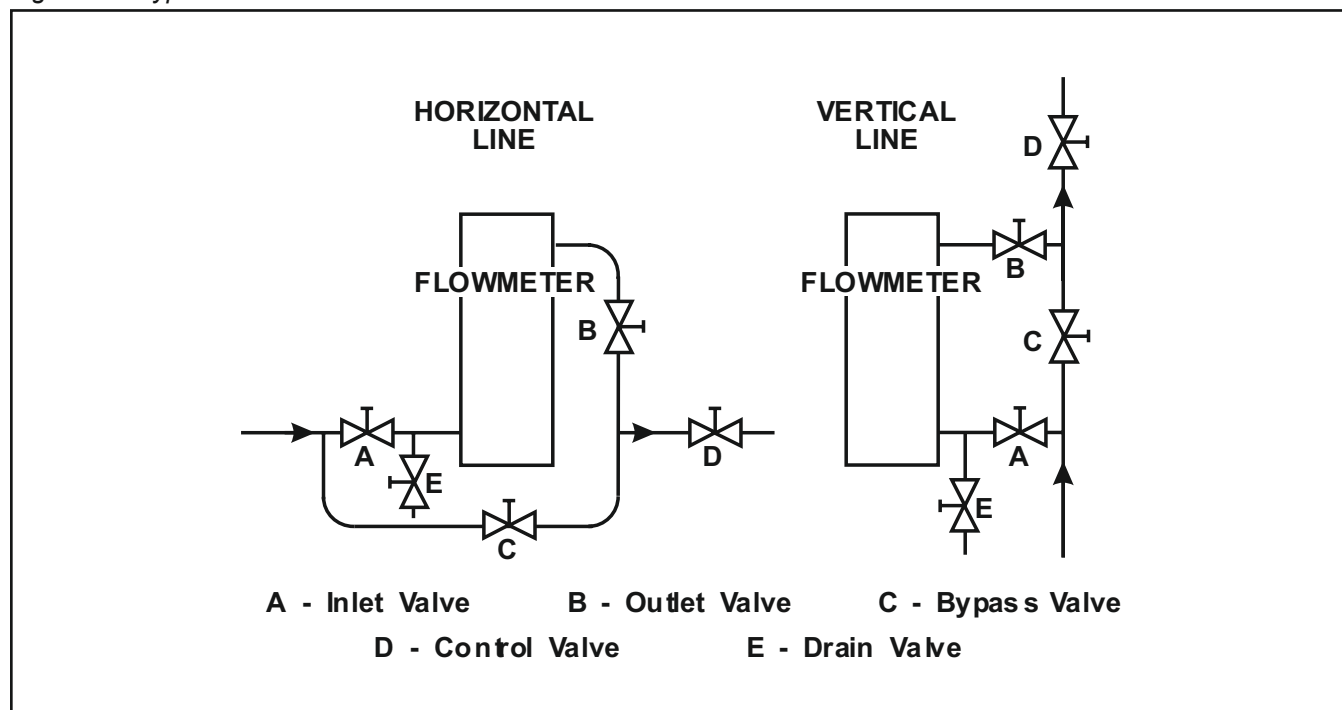 HORIZONTAL
LINE
FLOWMETER
B
A
E
D
C
VERTICAL
LINE
D
FLOWMETER
B
C
A
E
A - Inlet Valve B - Outlet Valve C - Bypass Valve
D - Control Valve E - Drain Valve